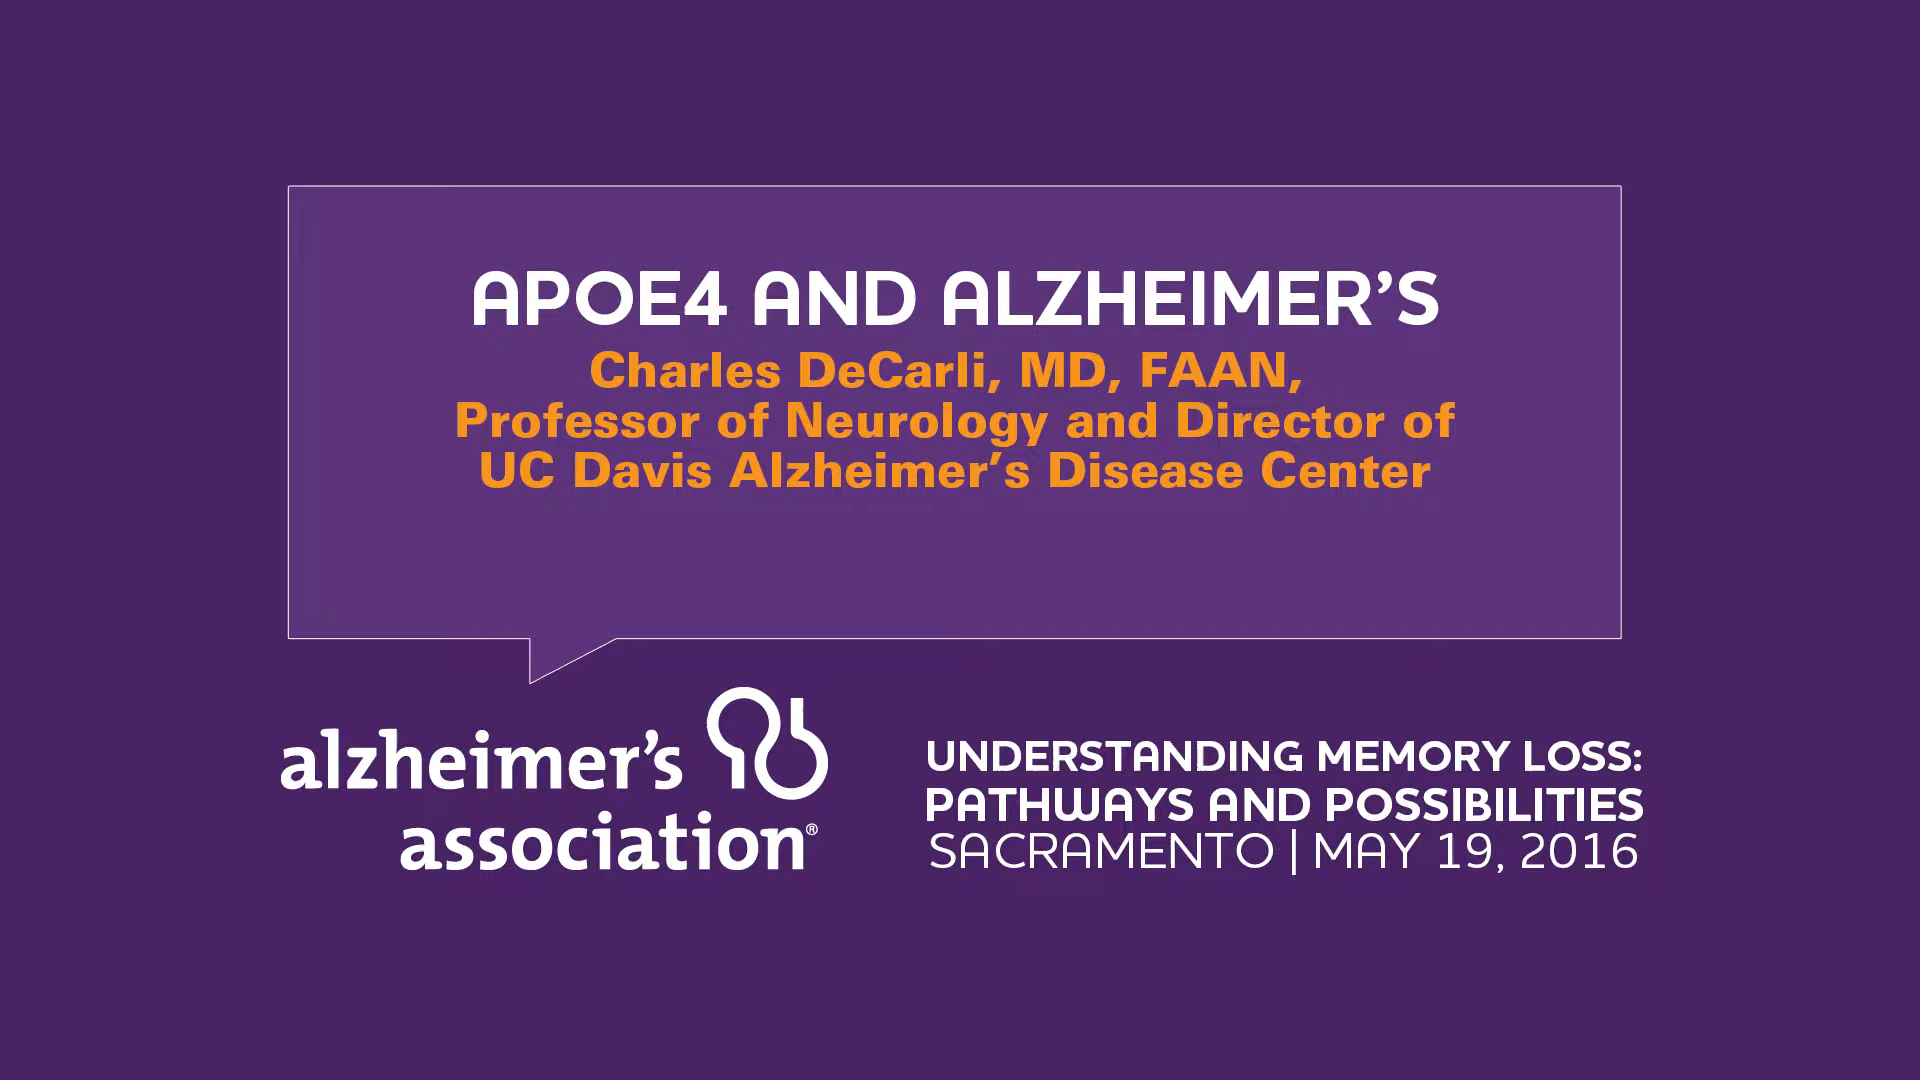 APOE4 AND ALZHEIMER’S
Charles DeCarli, MD, FAAN,
Professor of Neurology and Director of
UC Davis Alzheimer’s Disease Center
alzheimer’s
association®
UNDERSTANDING MEMORY LOSS:
PATHWAYS AND POSSIBILITIES
SACRAMENTO | MAY 19, 2016